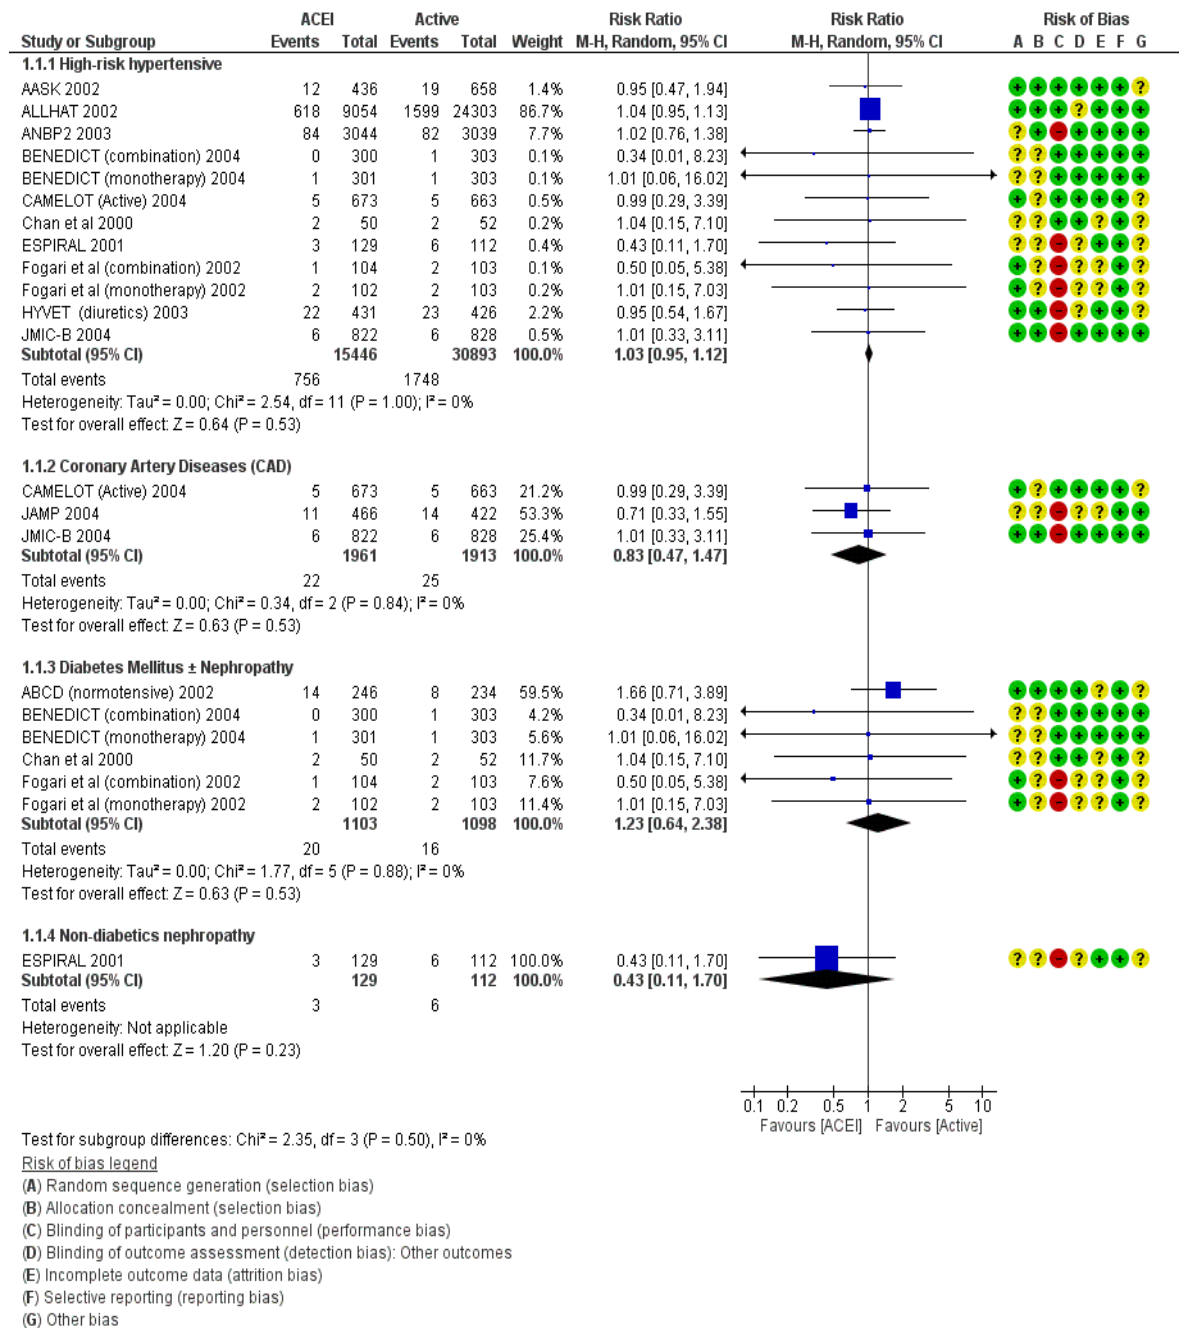 ACEI Active Risk Ratio Risk Ratio Risk of Bias
Study or Subgroup Events Total Events Total Weight M-H, Random, 95% CI M-H, Random, 95% CI A B C D E F G
1.1.1 High-risk hypertensive
AASK 2002 12 436 19 658 1.4% 0.95 [0.47, 1.94] + + + + + + ?
ALLHAT 2002 618 9054 1599 24303 86.7% 1.04 [0.95, 1.13] + + + ? + + +
ANBP2 2003 84 3044 82 3039 7.7% 1.02 [0.76, 1.38] ? + - + + + +
BENEDICT (combination) 2004 0 300 1 303 0.1% 0.34 [0.01, 8.23] ? ? + + + + +
BENEDICT (monotherapy) 2004 1 301 1 303 0.1% 1.01 [0.06, 16.02] ? ? + + + + +
CAMELOT (Active) 2004 5 673 5 663 0.5% 0.99 [0.29, 3.39] + ? + + + + ?
Chan et al 2000 2 50 2 52 0.2% 1.04 [0.15, 7.10] ? ? + + ? + ?
ESPIRAL 2001 3 129 6 112 0.4% 0.43 [0.11, 1.70] ? ? - ? + + ?
Fogari et al (combination) 2002 1 104 2 103 0.1% 0.50 [0.05, 5.38] + ? - ? ? + ?
Fogari et al (monotherapy) 2002 2 102 2 103 0.2% 1.01 [0.15, 7.03] + ? - ? ? + ?
HYVET (diuretics) 2003 22 431 23 426 2.2% 0.95 [0.54, 1.67] + + - ? + + ?
JMIC-B 2004 6 822 6 828 0.5% 1.01 [0.33, 3.11] + + - + + + +
Subtotal (95% CI) 15446 30893 100.0% 1.03 [0.95, 1.12]
Total events 756 1748
Heterogeneity: Tau² = 0.00; Chi² = 2.54, df = 11 (P = 1.00); I² = 0%
Test for overall effect: Z = 0.64 (P = 0.53)
1.1.2 Coronary Artery Diseases (CAD)
CAMELOT (Active) 2004 5 673 5 663 21.2% 0.99 [0.29, 3.39] + ? + + + + ?
JAMP 2004 11 466 14 422 53.3% 0.71 [0.33, 1.55] ? ? - ? ? + +
JMIC-B 2004 6 822 6 828 25.4% 1.01 [0.33, 3.11] + + - + + + +
Subtotal (95% CI) 1961 1913 100.0% 0.83 [0.47, 1.47]
Total events 22 25
Heterogeneity: Tau² = 0.00; Chi² = 0.34, df = 2 (P = 0.84); I² = 0%
Test for overall effect: Z = 0.63 (P = 0.53)
1.1.3 Diabetes Mellitus ± Nephropathy
ABCD (normotensive) 2002 14 246 8 234 59.5% 1.66 [0.71, 3.89] + + + + ? + ?
BENEDICT (combination) 2004 0 300 1 303 4.2% 0.34 [0.01, 8.23] ? ? + + + + +
BENEDICT (monotherapy) 2004 1 301 1 303 5.6% 1.01 [0.06, 16.02] ? ? + + + + +
Chan et al 2000 2 50 2 52 11.7% 1.04 [0.15, 7.10] ? ? + + ? + ?
Fogari et al (combination) 2002 1 104 2 103 7.6% 0.50 [0.05, 5.38] + ? - ? ? + ?
Fogari et al (monotherapy) 2002 2 102 2 103 11.4% 1.01 [0.15, 7.03] + ? - ? ? + ?
Subtotal (95% CI) 1103 1098 100.0% 1.23 [0.64, 2.38]
Total events 20 16
Heterogeneity: Tau² = 0.00; Chi² = 1.77, df = 5 (P = 0.88); I² = 0%
Test for overall effect: Z = 0.63 (P = 0.53)
1.1.4 Non-diabetics nephropathy
ESPIRAL 2001 3 129 6 112 100.0% 0.43 [0.11, 1.70] ? ? - ? + + ?
Subtotal (95% CI) 129 112 100.0% 0.43 [0.11, 1.70]
Total events 3 6
Heterogeneity: Not applicable
Test for overall effect: Z = 1.20 (P = 0.23)
0.1 0.2 0.5 1 2 5 10
Favours [ACEI] Favours [Active]
Test for subgroup differences: Chi² = 2.35, df = 3 (P = 0.50), I² = 0%
Risk of bias legend
(A) Random sequence generation (selection bias)
(B) Allocation concealment (selection bias)
(C) Blinding of participants and personnel (performance bias)
(D) Blinding of outcome assessment (detection bias): Other outcomes
(E) Incomplete outcome data (attrition bias)
(F) Selective reporting (reporting bias)
(G) Other bias